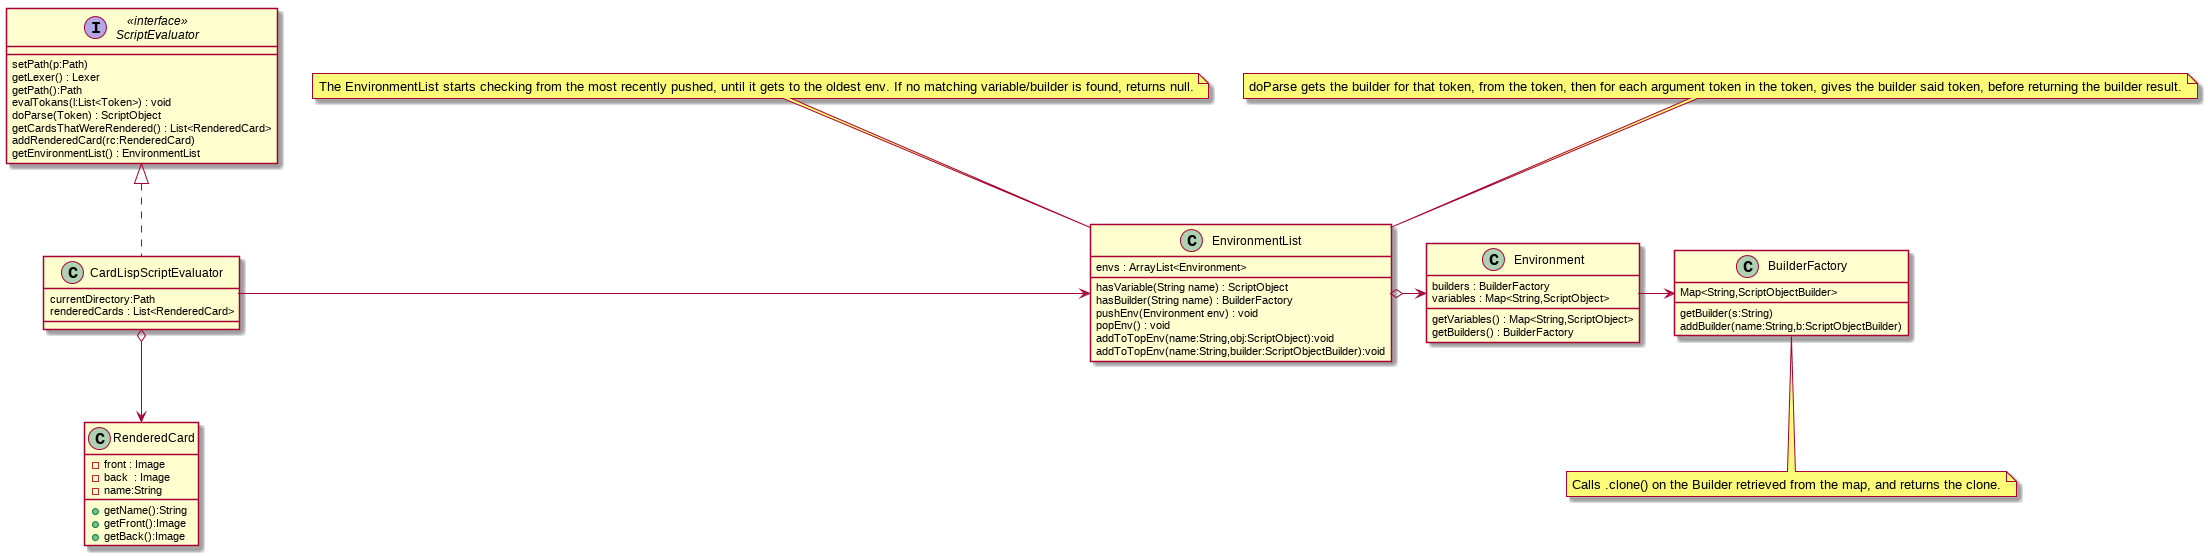 I
«interface»
ScriptEvaluator
setPath(p:Path)
getLexer() : Lexer
getPath():Path
evalTokans(l:List<Token>) : void
doParse(Token) : ScriptObject
getCardsThatWereRendered() : List<RenderedCard>
addRenderedCard(rc:RenderedCard)
getEnvironmentList() : EnvironmentList
The EnvironmentList starts checking from the most recently pushed, until it gets to the oldest env. If no matching variable/builder is found, returns null.
doParse gets the builder for that token, from the token, then for each argument token in the token, gives the builder said token, before returning the builder result.
C CardLispScriptEvaluator
currentDirectory:Path
renderedCards : List<RenderedCard>
C EnvironmentList
envs : ArrayList<Environment>
hasVariable(String name) : ScriptObject
hasBuilder(String name) : BuilderFactory
pushEnv(Environment env) : void
popEnv() : void
addToTopEnv(name:String,obj:ScriptObject):void
addToTopEnv(name:String,builder:ScriptObjectBuilder):void
C Environment
builders : BuilderFactory
variables : Map<String,ScriptObject>
getVariables() : Map<String,ScriptObject>
getBuilders() : BuilderFactory
C BuilderFactory
Map<String,ScriptObjectBuilder>
getBuilder(s:String)
addBuilder(name:String,b:ScriptObjectBuilder)
C RenderedCard
front : Image
back : Image
name:String
getName():String
getFront():Image
getBack():Image
Calls .clone() on the Builder retrieved from the map, and returns the clone.